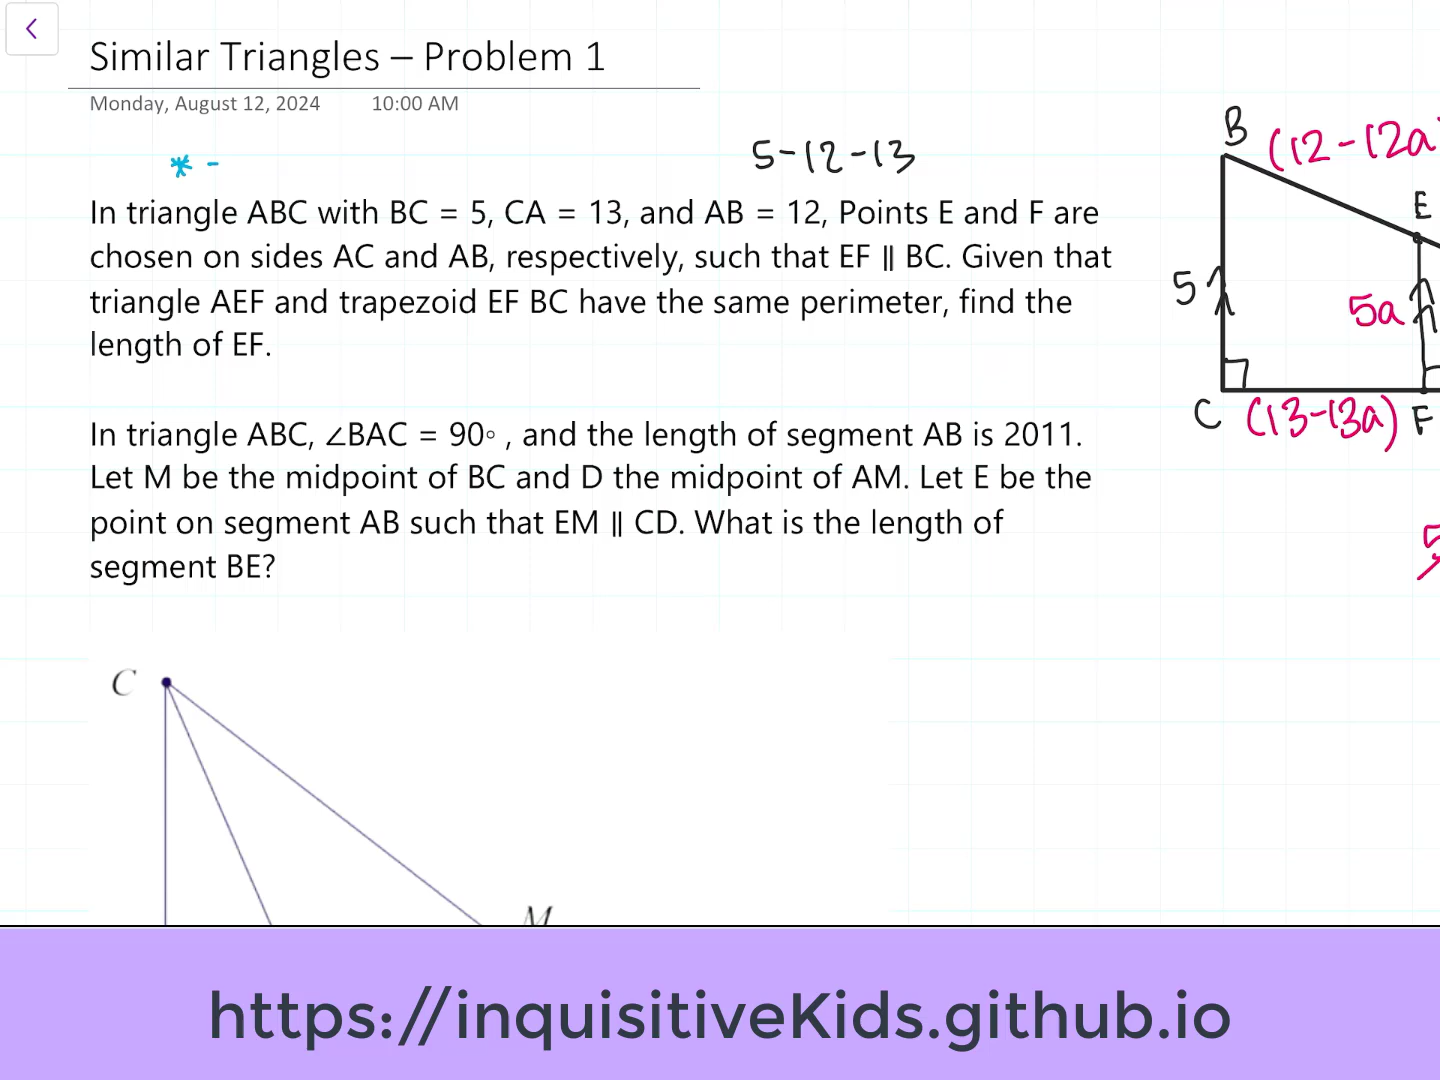 Similar Triangles – Problem 1
Monday, August 12, 2024 10:00 AM
* -
5-12-13
In triangle ABC with BC = 5, CA = 13, and AB = 12, Points E and F are
chosen on sides AC and AB, respectively, such that EF ∥ BC. Given that
triangle AEF and trapezoid EF BC have the same perimeter, find the
length of EF.
B (12-12a)
E
5
5a
C (13-13a) F
5
In triangle ABC, ∠BAC = 90◦ , and the length of segment AB is 2011.
Let M be the midpoint of BC and D the midpoint of AM. Let E be the
point on segment AB such that EM ∥ CD. What is the length of
segment BE?
C
M
https://inquisitiveKids.github.io